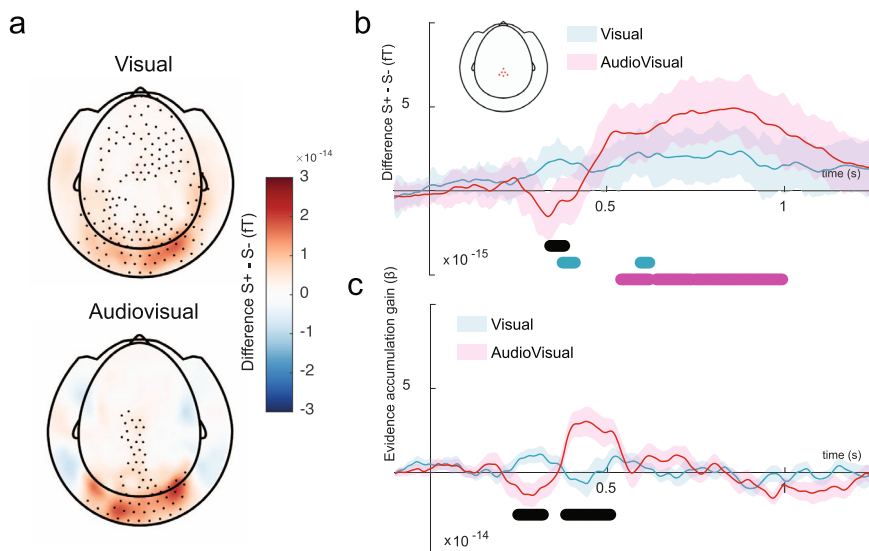 a
Visual
Audiovisual
×10⁻¹⁴
3
2
1
0
-1
-2
-3
Difference S+ - S- (fT)
b
Visual
AudioVisual
Difference S+ - S- (fT)
5
0.5
1
time (s)
x 10⁻¹⁵
c
Visual
AudioVisual
Evidence accumulation gain (β)
5
0.5
1
time (s)
x 10⁻¹⁴